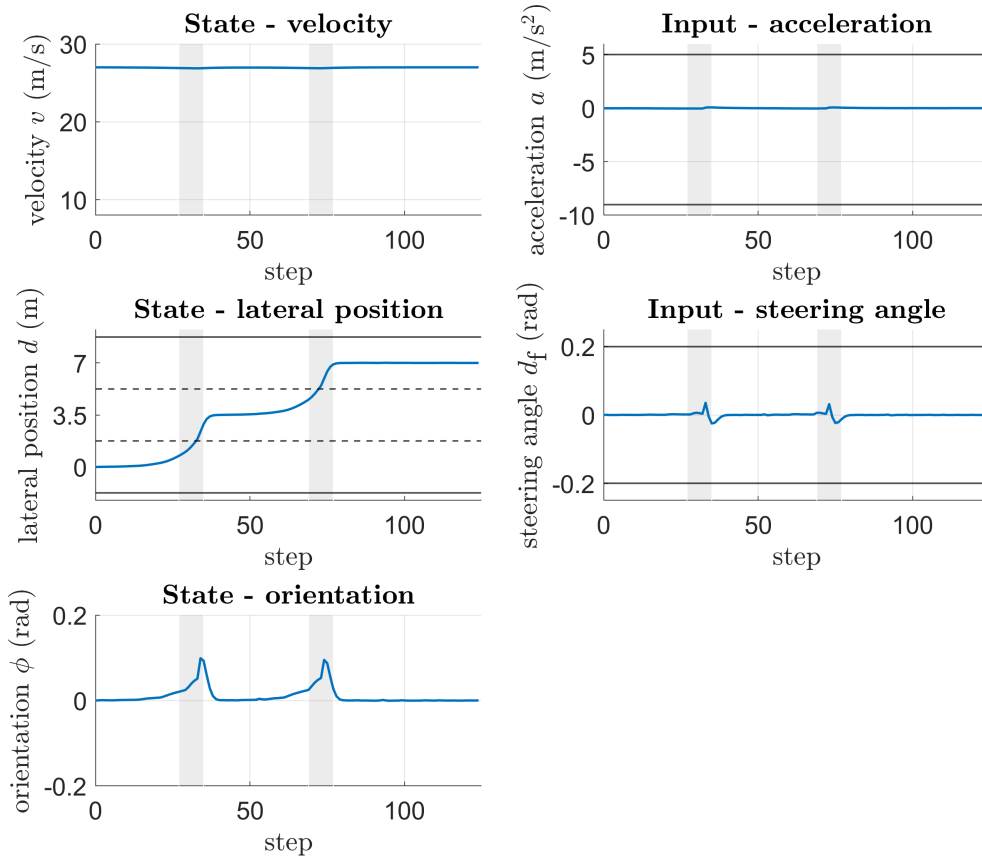 State - velocity
velocity v (m/s)
30
20
10
0
50
100
step
Input - acceleration
acceleration a (m/s²)
5
0
-5
-10
0
50
100
step
State - lateral position
lateral position d (m)
7
3.5
0
0
50
100
step
Input - steering angle
steering angle d_f (rad)
0.2
0
-0.2
0
50
100
step
State - orientation
orientation ϕ (rad)
0.2
0
-0.2
0
50
100
step